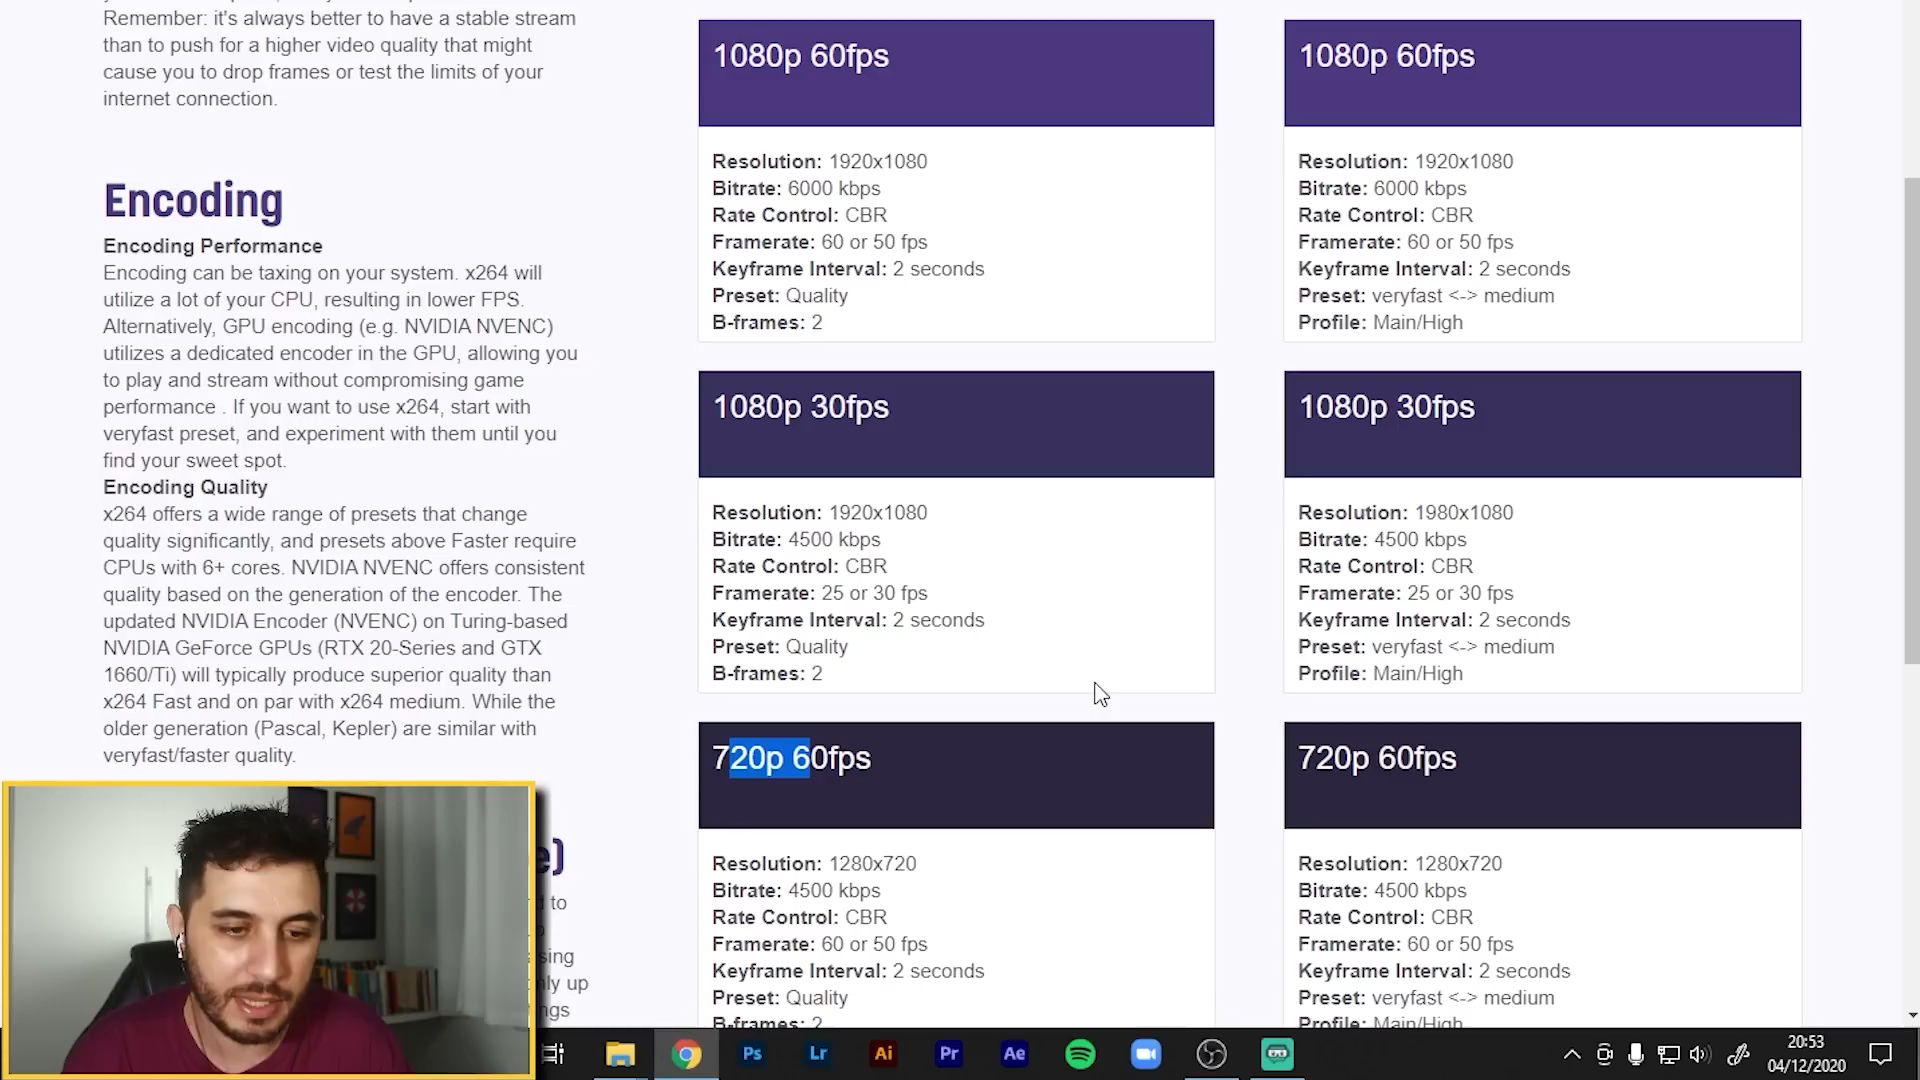 Remember: it's always better to have a stable stream
than to push for a higher video quality that might
cause you to drop frames or test the limits of your
internet connection.
Encoding
Encoding Performance
Encoding can be taxing on your system. x264 will
utilize a lot of your CPU, resulting in lower FPS.
Alternatively, GPU encoding (e.g. NVIDIA NVENC)
utilizes a dedicated encoder in the GPU, allowing you
to play and stream without compromising game
performance . If you want to use x264, start with
veryfast preset, and experiment with them until you
find your sweet spot.
Encoding Quality
x264 offers a wide range of presets that change
quality significantly, and presets above Faster require
CPUs with 6+ cores. NVIDIA NVENC offers consistent
quality based on the generation of the encoder. The
updated NVIDIA Encoder (NVENC) on Turing-based
NVIDIA GeForce GPUs (RTX 20-Series and GTX
1660/Ti) will typically produce superior quality than
x264 Fast and on par with x264 medium. While the
older generation (Pascal, Kepler) are similar with
veryfast/faster quality.
to
up
1080p 60fps
Resolution: 1920x1080
Bitrate: 6000 kbps
Rate Control: CBR
Framerate: 60 or 50 fps
Keyframe Interval: 2 seconds
Preset: Quality
B-frames: 2
1080p 60fps
Resolution: 1920x1080
Bitrate: 6000 kbps
Rate Control: CBR
Framerate: 60 or 50 fps
Keyframe Interval: 2 seconds
Preset: veryfast <-> medium
Profile: Main/High
1080p 30fps
Resolution: 1920x1080
Bitrate: 4500 kbps
Rate Control: CBR
Framerate: 25 or 30 fps
Keyframe Interval: 2 seconds
Preset: Quality
B-frames: 2
1080p 30fps
Resolution: 1980x1080
Bitrate: 4500 kbps
Rate Control: CBR
Framerate: 25 or 30 fps
Keyframe Interval: 2 seconds
Preset: veryfast <-> medium
Profile: Main/High
720p 60fps
Resolution: 1280x720
Bitrate: 4500 kbps
Rate Control: CBR
Framerate: 60 or 50 fps
Keyframe Interval: 2 seconds
Preset: Quality
B-frames: 2
720p 60fps
Resolution: 1280x720
Bitrate: 4500 kbps
Rate Control: CBR
Framerate: 60 or 50 fps
Keyframe Interval: 2 seconds
Preset: veryfast <-> medium
Profile: Main/High
Ps
Lr
Ai
Pr
Ae
20:53
04/12/2020